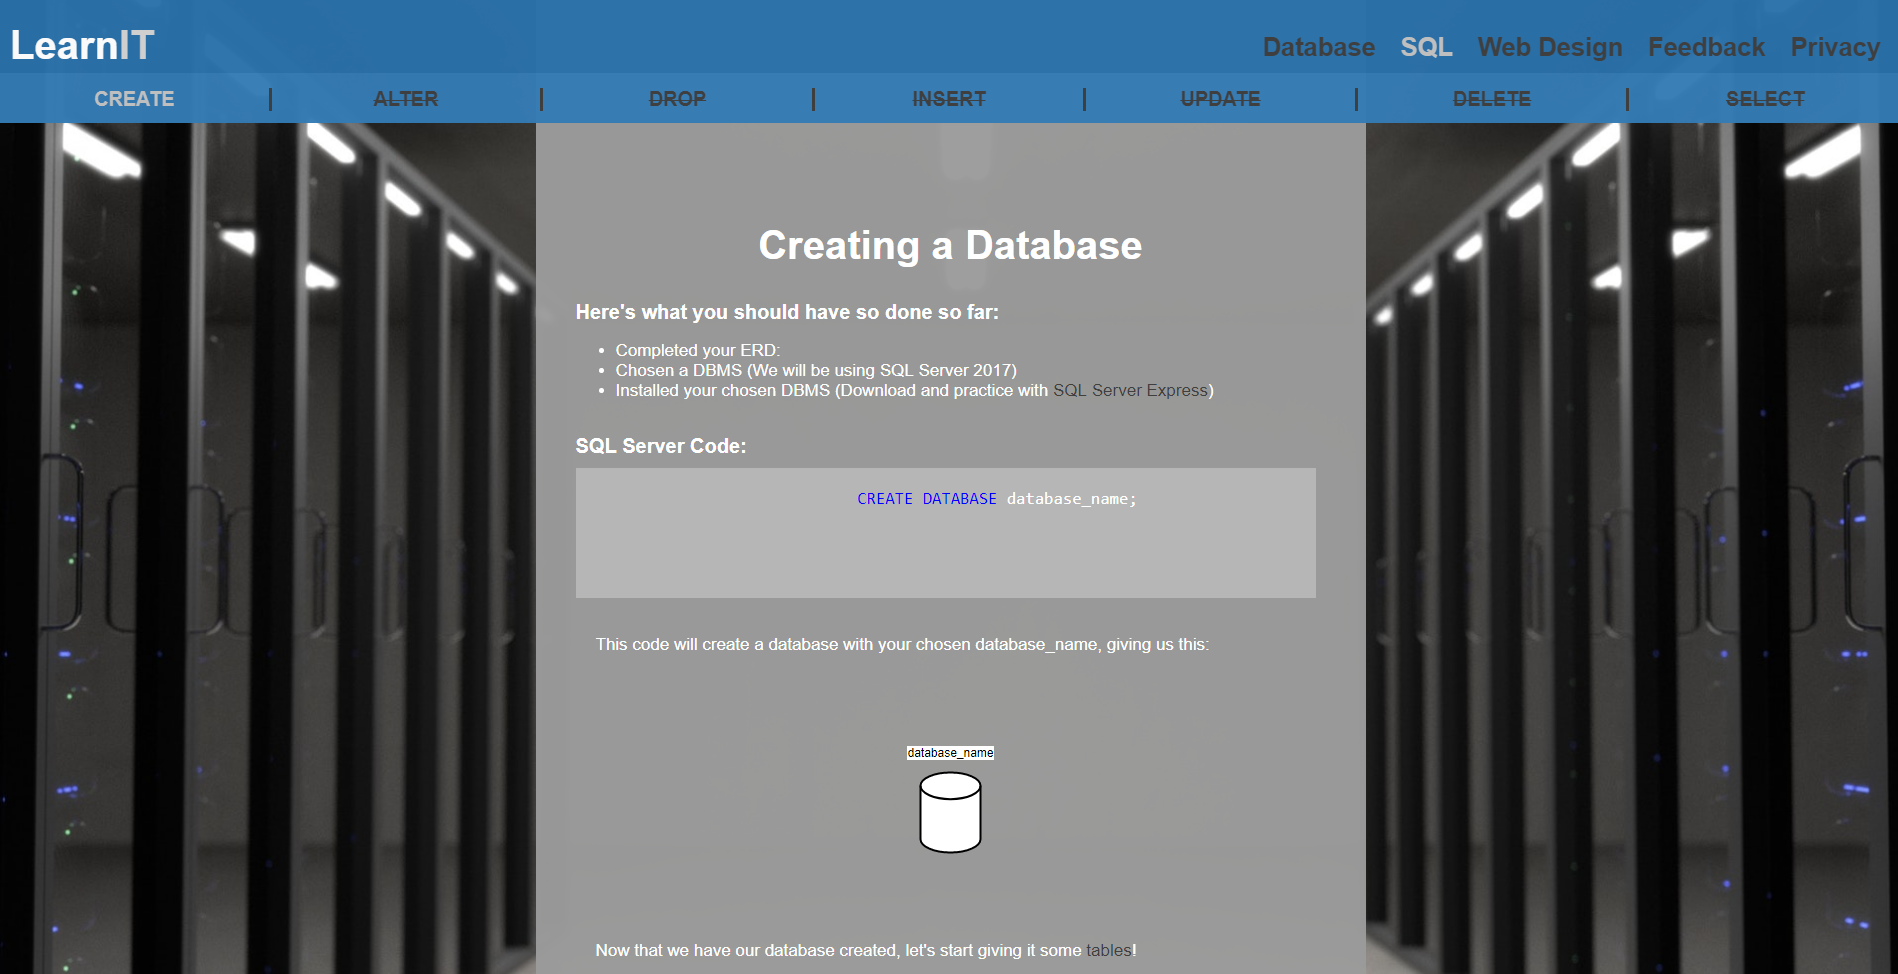 LearnIT
Database SQL Web Design Feedback Privacy
CREATE ALTER DROP INSERT UPDATE DELETE SELECT
Creating a Database
Here's what you should have so done so far:
• Completed your ERD:
• Chosen a DBMS (We will be using SQL Server 2017)
• Installed your chosen DBMS (Download and practice with SQL Server Express)
SQL Server Code:
CREATE DATABASE database_name;
This code will create a database with your chosen database_name, giving us this:
database_name
Now that we have our database created, let's start giving it some tables!